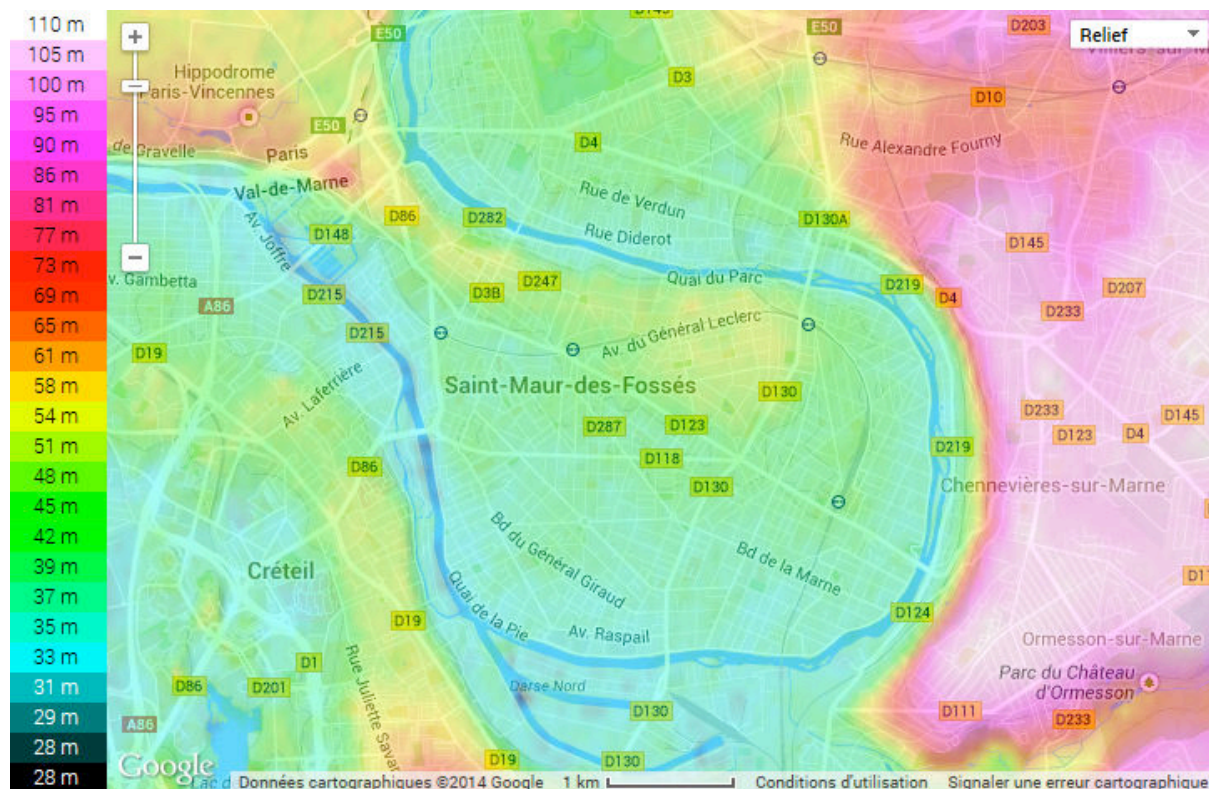 110 m
105 m
100 m
95 m
90 m
86 m
81 m
77 m
73 m
69 m
65 m
61 m
58 m
54 m
51 m
48 m
45 m
42 m
39 m
37 m
35 m
33 m
31 m
29 m
28 m
28 m
+
−
Relief
E50
E50
D203
Hippodrome
Paris-Vincennes
D3
D10
E50
D4
de Gravelle
Paris
Rue Alexandre Fourny
Val-de-Marne
Rue de Verdun
D86
D282
D130A
Av. Joffre
D148
Rue Diderot
D145
Quai du Parc
Gambetta
D247
D219
D207
D3B
D215
D4
A86
D233
D215
Av. du Général Leclerc
D19
Saint-Maur-des-Fossés
Av. Laferrière
D130
D233
D145
D287
D123
D123
D4
D219
D118
D86
D130
Chennevières-sur-Marne
Bd du Général Giraud
Bd de la Marne
Créteil
Quai de la Pie
D19
D124
Av. Raspail
Ormesson-sur-Marne
D1
Rue Juliette Savar
Parc du Château
d'Ormesson
D86
D201
Darse Nord
D130
D111
D233
A86
D19
D130
Google
Données cartographiques ©2014 Google
1 km
Conditions d'utilisation
Signaler une erreur cartographique